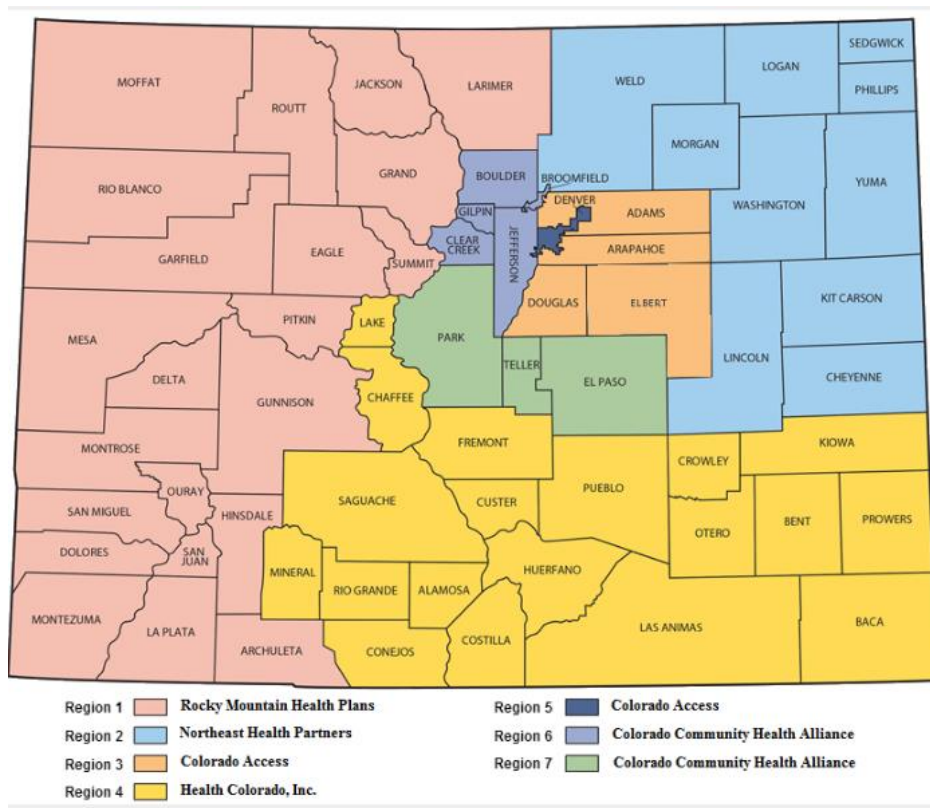 SEDGWICK
LOGAN
MOFFAT
JACKSON
LARIMER
WELD
PHILLIPS
ROUTT
MORGAN
GRAND
BOULDER
RIO BLANCO
BROOMFIELD
YUMA
WASHINGTON
DENVER
GILPIN
ADAMS
JEFFERSON
CLEAR
CREEK
ARAPAHOE
EAGLE
GARFIELD
SUMMIT
KIT CARSON
DOUGLAS
ELBERT
PITKIN
LAKE
MESA
PARK
LINCOLN
TELLER
CHEYENNE
DELTA
EL PASO
CHAFFEE
GUNNISON
FREMONT
KIOWA
MONTROSE
CROWLEY
OURAY
PUEBLO
SAGUACHE
CUSTER
SAN MIGUEL
HINSDALE
OTERO
BENT
PROWERS
DOLORES
SAN
JUAN
MINERAL
HUERFANO
RIO GRANDE
ALAMOSA
MONTEZUMA
LA PLATA
LAS ANIMAS
BACA
COSTILLA
ARCHULETA
CONEJOS
Region 1 Rocky Mountain Health Plans
Region 2 Northeast Health Partners
Region 3 Colorado Access
Region 4 Health Colorado, Inc.
Region 5 Colorado Access
Region 6 Colorado Community Health Alliance
Region 7 Colorado Community Health Alliance